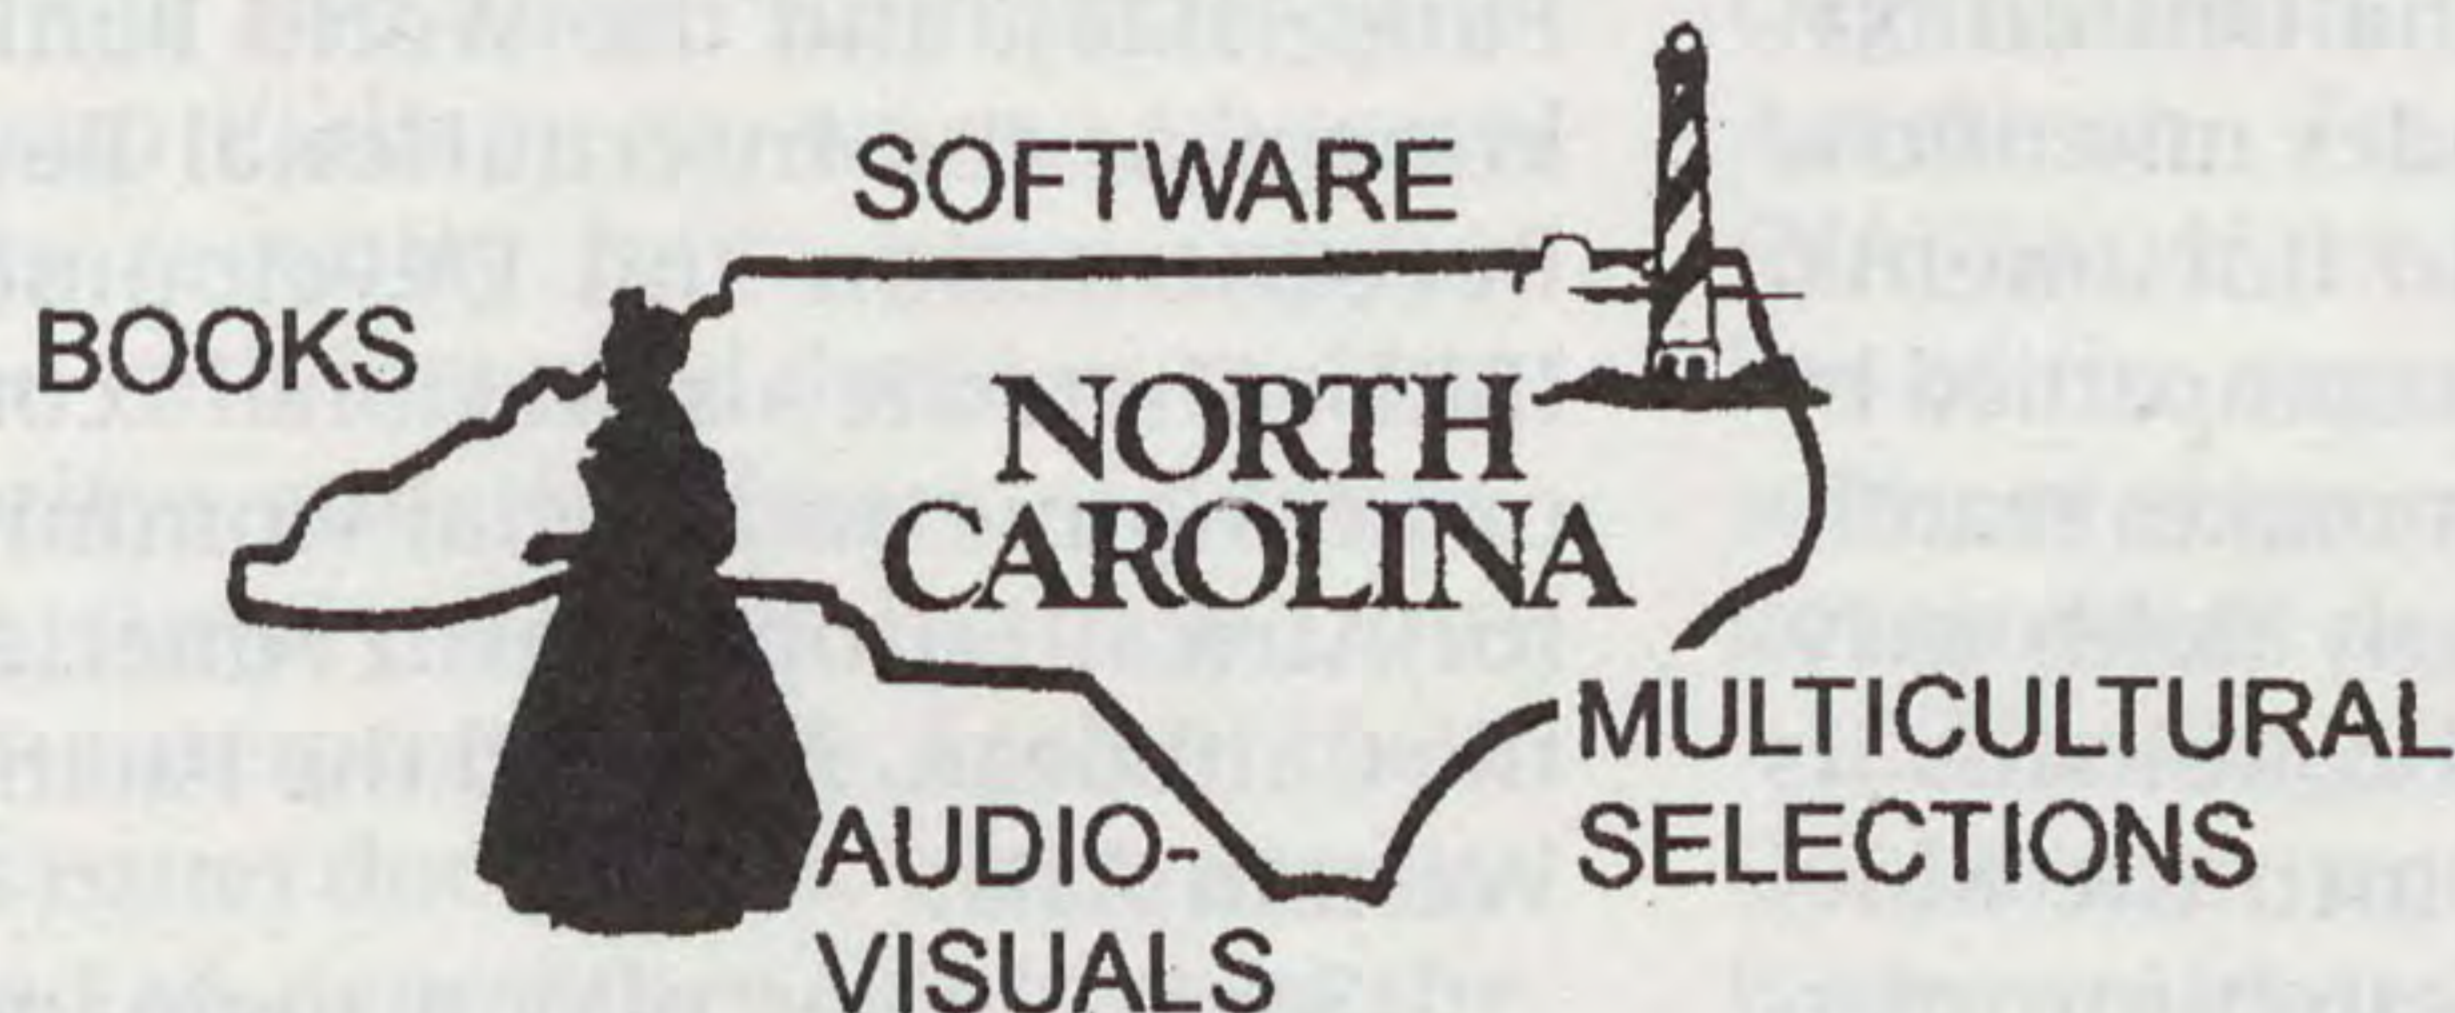 SOFTWARE
BOOKS
NORTH
CAROLINA
AUDIO-
VISUALS
MULTICULTURAL
SELECTIONS